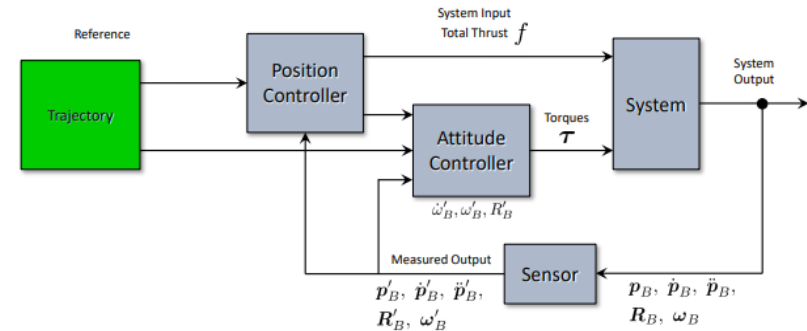 Reference
System Input
Total Thrust f
Trajectory
Position
Controller
System
System
Output
Attitude
Controller
Torques
τ
ω̇′_B, ω′_B, R′_B
Measured Output
p′_B, ṗ′_B, p̈′_B,
R′_B, ω′_B
Sensor
p_B, ṗ_B, p̈_B,
R_B, ω_B